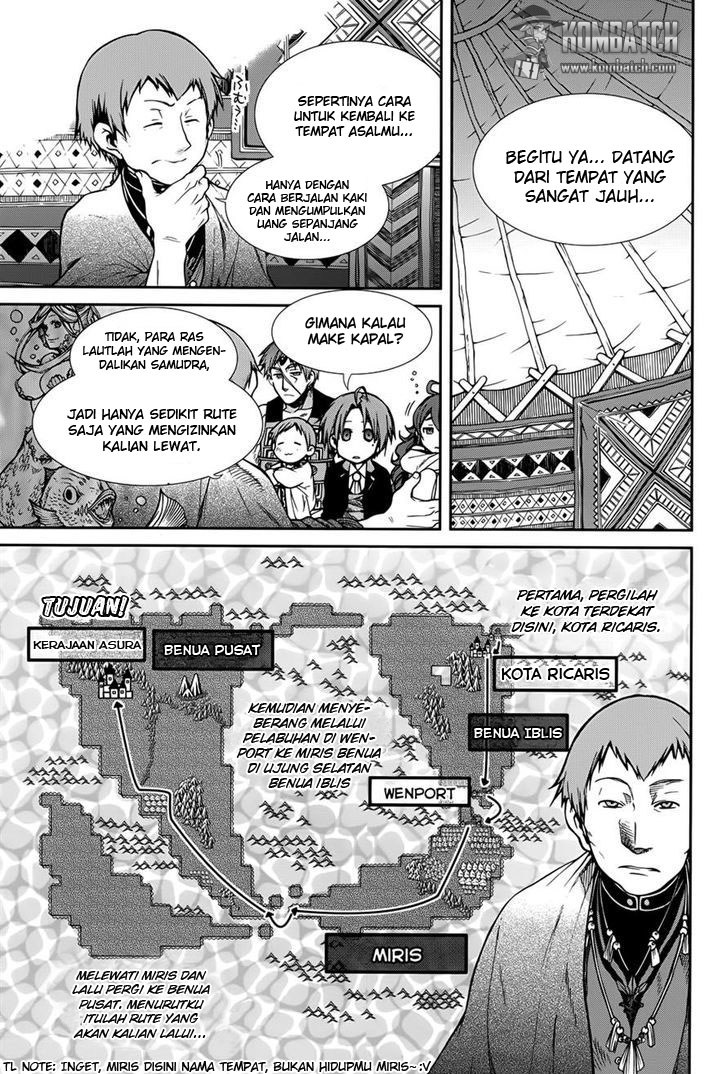 KOMBATCH
www.kombatch.com
BEGITU YA... DATANG
DARI TEMPAT YANG
SANGAT JAUH...
SEPERTINYA CARA
UNTUK KEMBALI KE
TEMPAT ASALMU...
HANYA DENGAN
CARA BERJALAN KAKI
DAN MENGUMPULKAN
UANG SEPANJANG
JALAN...
ふむぅ…
GIMANA KALAU
MAKE KAPAL?
TIDAK, PARA RAS
LAUTLAH YANG MENGEN-
DALIKAN SAMUDRA,
JADI HANYA SEDIKIT RUTE
SAJA YANG MENGIZINKAN
KALIAN LEWAT.
PERTAMA, PERGILAH
KE KOTA TERDEKAT
DISINI, KOTA RICARIS.
TUJUAN!
KERAJAAN ASURA
BENUA PUSAT
KOTA RICARIS
BENUA IBLIS
KEMUDIAN MENYE-
BERANG MELALUI
PELABUHAN DI WEN-
PORT KE MIRIS BENUA
DI UJUNG SELATAN
BENUA IBLIS
WENPORT
MIRIS
MELEWATI MIRIS DAN
LALU PERGI KE BENUA
PUSAT. MENURUTKU
ITULAH RUTE YANG
AKAN KALIAN LALUI...
TL NOTE: INGET, MIRIS DISINI NAMA TEMPAT, BUKAN HIDUPMU MIRIS~:V